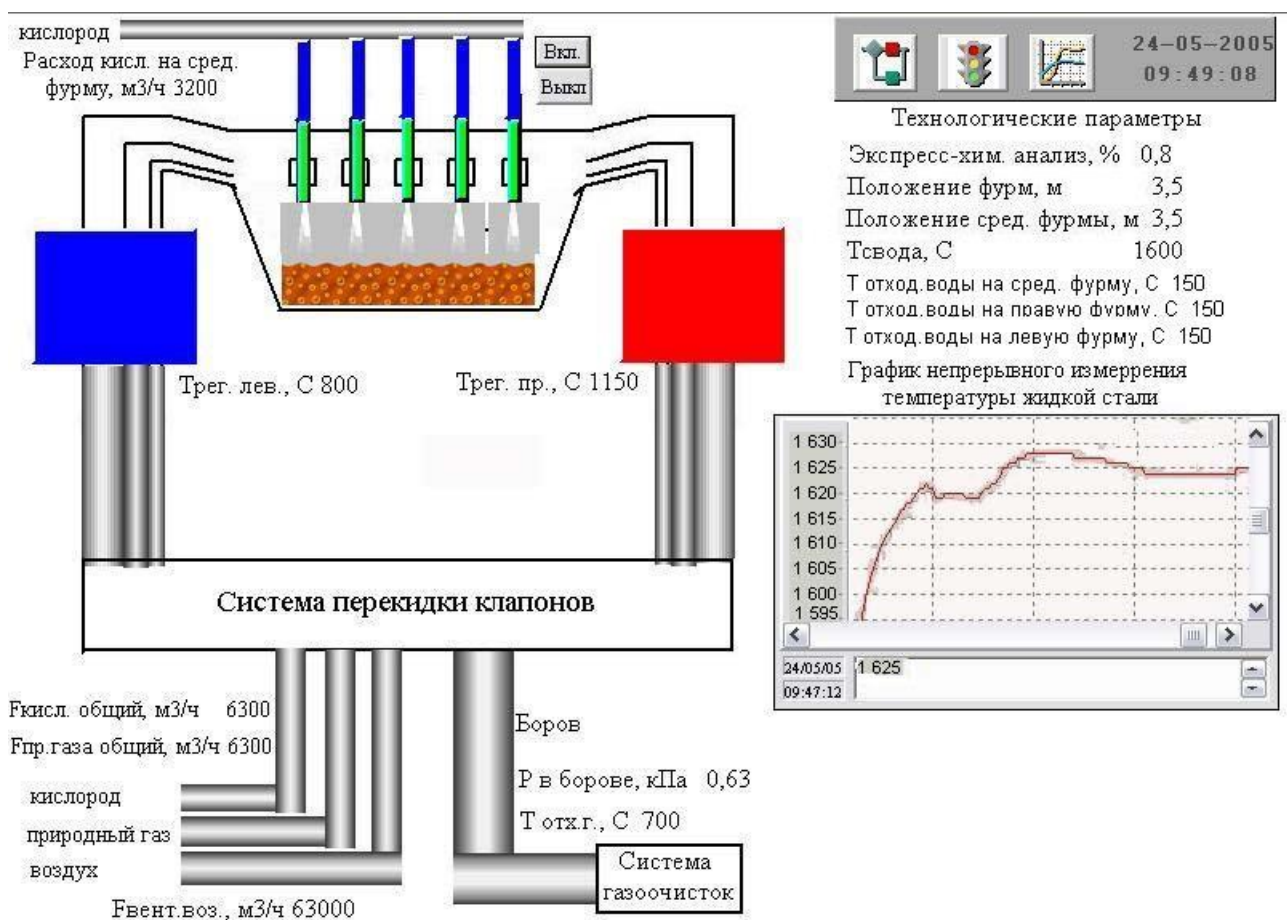 кислород
Расход кисл. на сред.
фурму, м3/ч 3200
Вкл.
Выкл
24-05-2005
09:49:08
Технологические параметры
Экспресс-хим. анализ, % 0,8
Положение фурм, м 3,5
Положение сред. фурмы, м 3,5
Тсвода, С 1600
Т отход.воды на сред. фурму, С 150
Т отход.воды на правую фурму, С 150
Т отход.воды на левую фурму, С 150
График непрерывного измеррения
температуры жидкой стали
Трег. лев., С 800
Трег. пр., С 1150
1 630
1 625
1 620
1 615
1 610
1 605
1 600
1 595
24/05/05
1 625
09:47:12
Система перекидки клапонов
Fкисл. общий, м3/ч 6300
Fпр.газа общий, м3/ч 6300
кислород
природный газ
воздух
Fвент.воз., м3/ч 63000
Боров
Р в борове, кПа 0,63
Т отх.г., С 700
Система
газоочисток